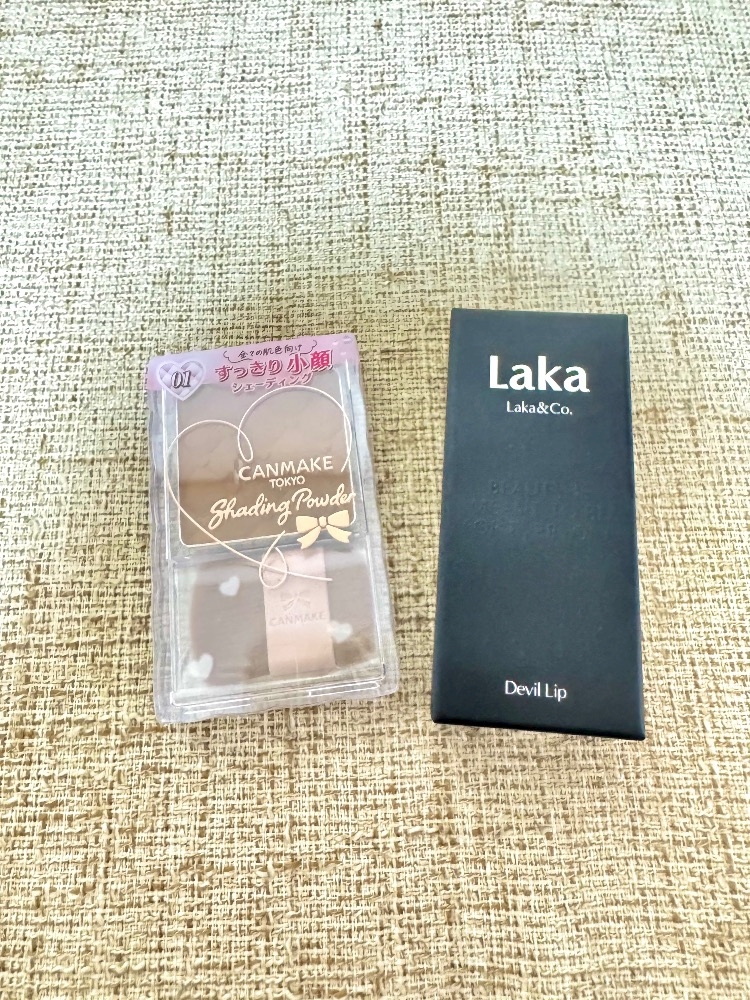 01
全ての肌色向け
すっきり小顔
シェーディング
CANMAKE
TOKYO
Shading Powder
CANMAKE
Laka
Laka&Co.
Devil Lip